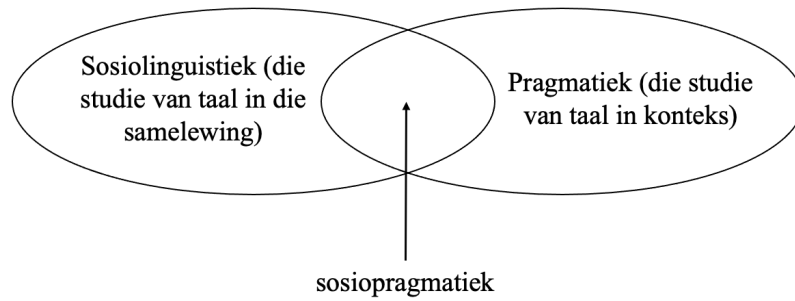 Sosiolinguistiek (die
studie van taal in die
samelewing)
Pragmatiek (die studie
van taal in konteks)
sosiopragmatiek